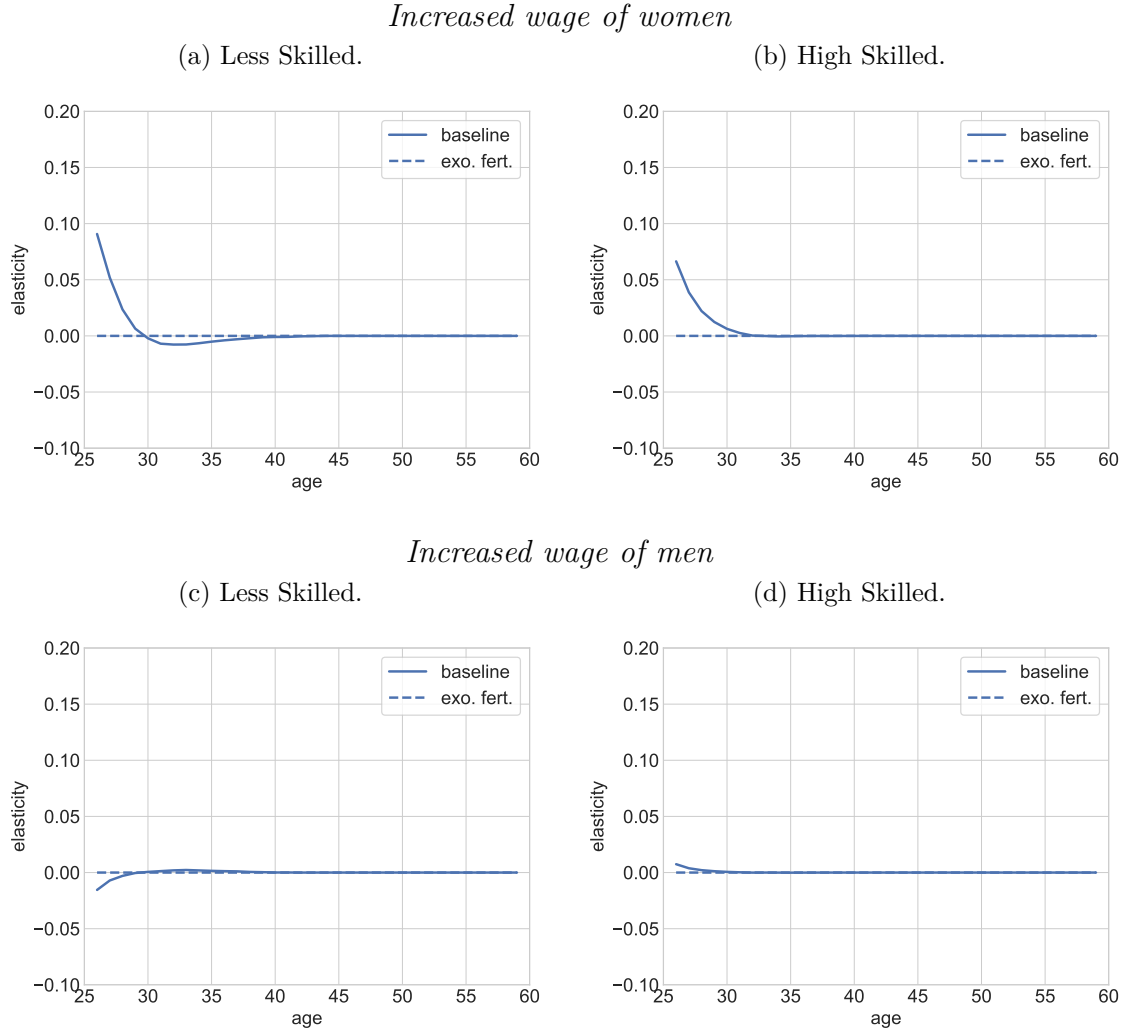 Increased wage of women
(a) Less Skilled.
(b) High Skilled.
0.20
0.15
0.10
0.05
0.00
−0.05
−0.10
elasticity
baseline
exo. fert.
25 30 35 40 45 50 55 60
age
0.20
0.15
0.10
0.05
0.00
−0.05
−0.10
elasticity
baseline
exo. fert.
25 30 35 40 45 50 55 60
age
Increased wage of men
(c) Less Skilled.
(d) High Skilled.
0.20
0.15
0.10
0.05
0.00
−0.05
−0.10
elasticity
baseline
exo. fert.
25 30 35 40 45 50 55 60
age
0.20
0.15
0.10
0.05
0.00
−0.05
−0.10
elasticity
baseline
exo. fert.
25 30 35 40 45 50 55 60
age